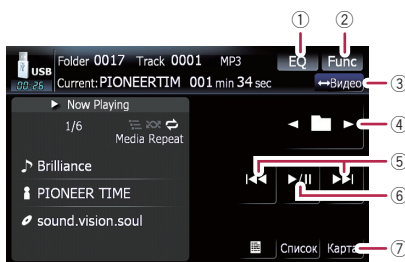 ① ②
USB Folder 0017 Track 0001 MP3 EQ Func
00:26 Current:PIONEERTIM 001 min 34 sec ↔Видео ③
Now Playing
1/6
Media Repeat
④
Brilliance
⑤
PIONEER TIME
⑥
sound.vision.soul
Список Карта ⑦